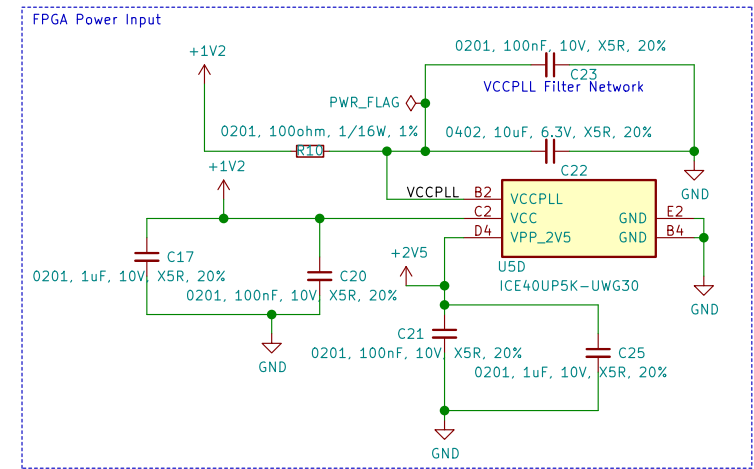 FPGA Power Input
+1V2
0201, 100nF, 10V, X5R, 20%
C23
VCCPLL Filter Network
PWR_FLAG
0201, 100ohm, 1/16W, 1%
R10
0402, 10uF, 6.3V, X5R, 20%
C22
+1V2
GND
VCCPLL
B2
VCCPLL
C2
VCC
GND
E2
D4
VPP_2V5
GND
B4
+2V5
U5D
ICE40UP5K-UWG30
C17
0201, 1uF, 10V, X5R, 20%
C20
0201, 100nF, 10V, X5R, 20%
GND
GND
C21
0201, 100nF, 10V, X5R, 20%
C25
0201, 1uF, 10V, X5R, 20%
GND